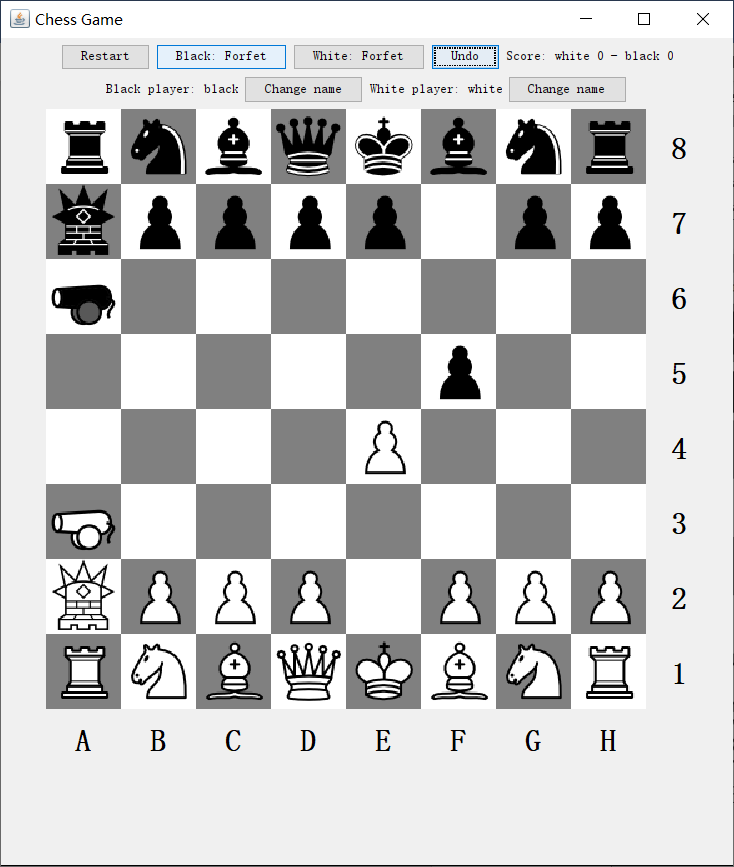 Chess Game
Restart Black: Forfet White: Forfet Undo Score: white 0 - black 0
Black player: black Change name White player: white Change name
8
7
6
5
4
3
2
1
A B C D E F G H